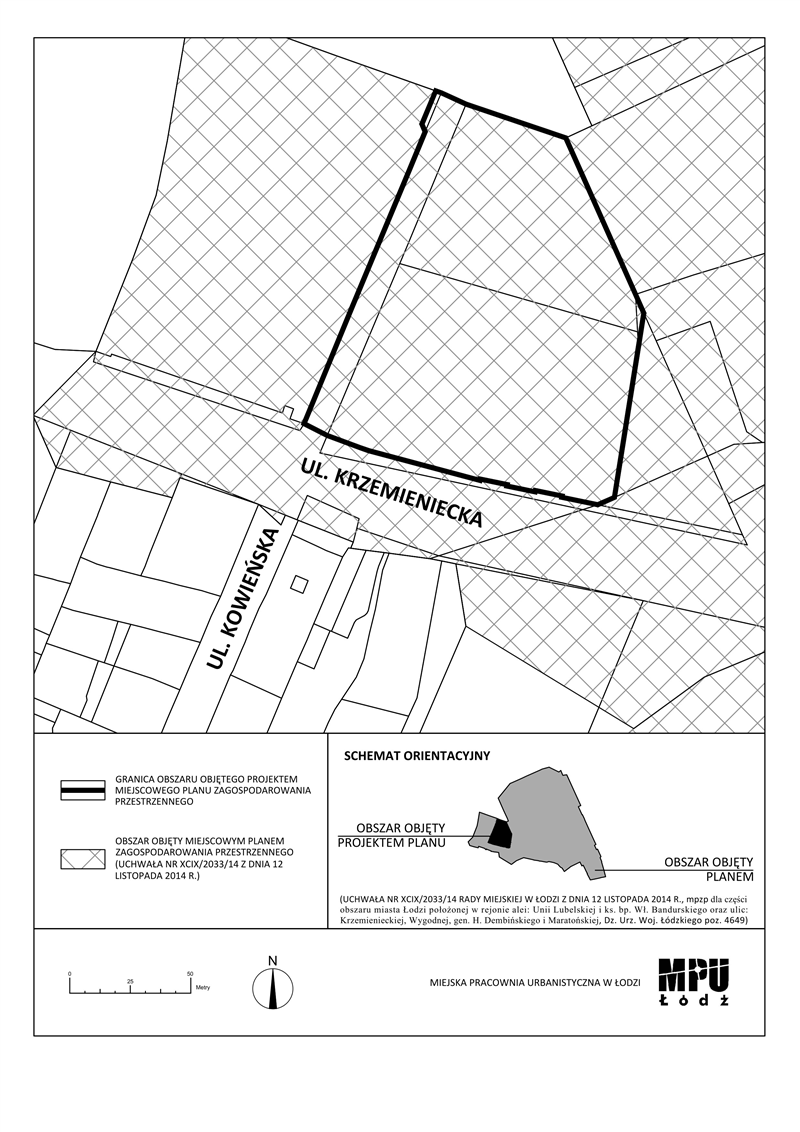 UL. KRZEMIENIECKA
UL. KOWIEŃSKA
GRANICA OBSZARU OBJĘTEGO PROJEKTEM
MIEJSCOWEGO PLANU ZAGOSPODAROWANIA
PRZESTRZENNEGO
OBSZAR OBJĘTY MIEJSCOWYM PLANEM
ZAGOSPODAROWANIA PRZESTRZENNEGO
(UCHWAŁA NR XCIX/2033/14 Z DNIA 12
LISTOPADA 2014 R.)
SCHEMAT ORIENTACYJNY
OBSZAR OBJĘTY
PROJEKTEM PLANU
OBSZAR OBJĘTY
PLANEM
(UCHWAŁA NR XCIX/2033/14 RADY MIEJSKIEJ W ŁODZI Z DNIA 12 LISTOPADA 2014 R., mpzp dla części
obszaru miasta Łodzi położonej w rejonie alei: Unii Lubelskiej i ks. bp. Wł. Bandurskiego oraz ulic:
Krzemienieckiej, Wygodnej, gen. H. Dembińskiego i Maratońskiej, Dz. Urz. Woj. Łódzkiego poz. 4649)
0 25 50
Metry
N
MIEJSKA PRACOWNIA URBANISTYCZNA W ŁODZI
MPU
Łódź